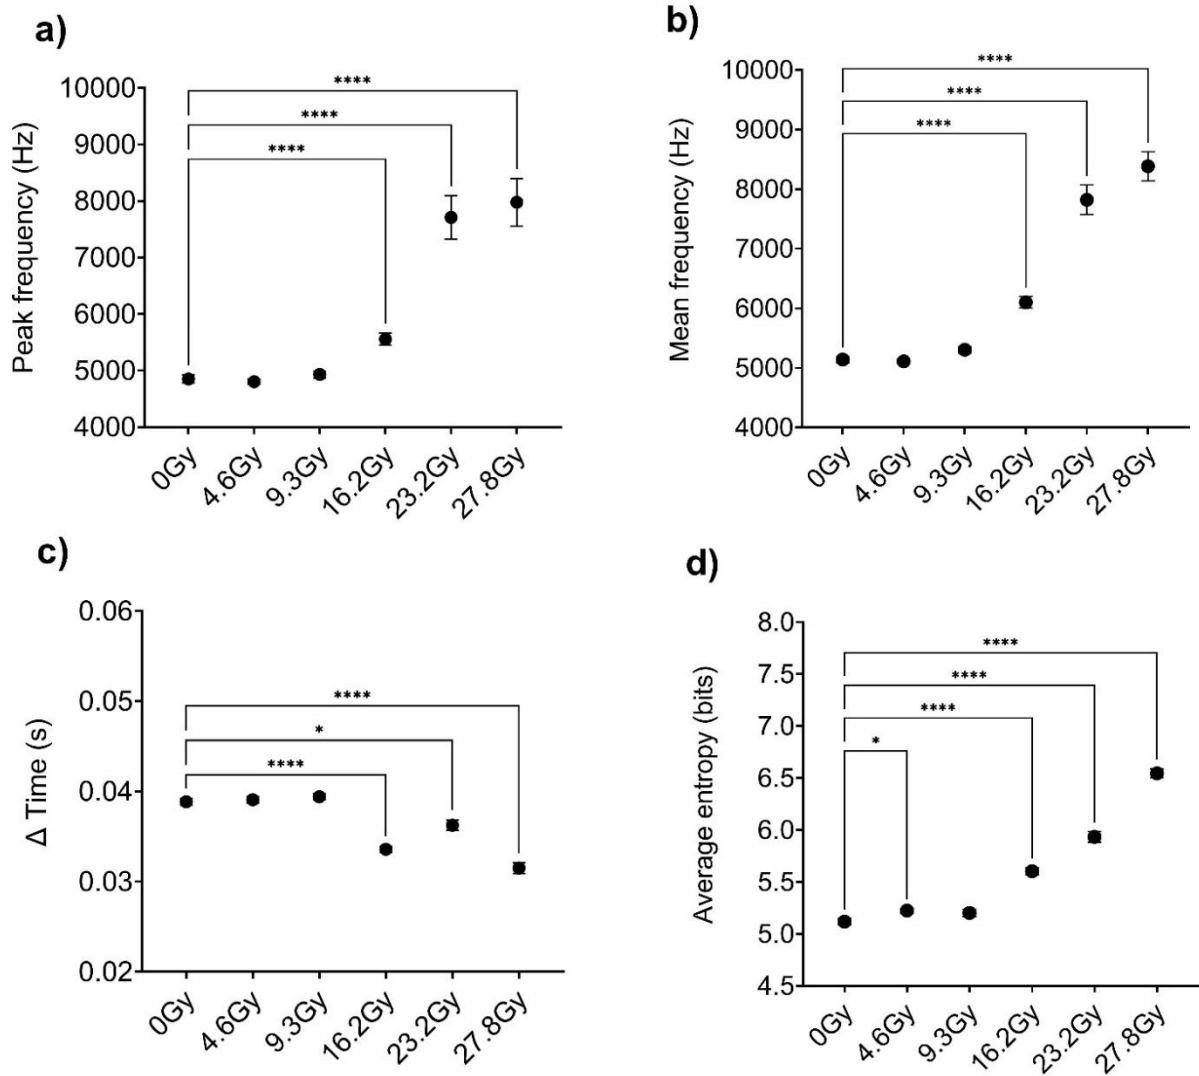 a)
Peak frequency (Hz)
10000
9000
8000
7000
6000
5000
4000
****
****
****
0Gy
4.6Gy
9.3Gy
16.2Gy
23.2Gy
27.8Gy
b)
Mean frequency (Hz)
10000
9000
8000
7000
6000
5000
4000
****
****
****
0Gy
4.6Gy
9.3Gy
16.2Gy
23.2Gy
27.8Gy
c)
Δ Time (s)
0.06
0.05
0.04
0.03
0.02
****
*
****
0Gy
4.6Gy
9.3Gy
16.2Gy
23.2Gy
27.8Gy
d)
Average entropy (bits)
8.0
7.5
7.0
6.5
6.0
5.5
5.0
4.5
****
****
****
*
0Gy
4.6Gy
9.3Gy
16.2Gy
23.2Gy
27.8Gy